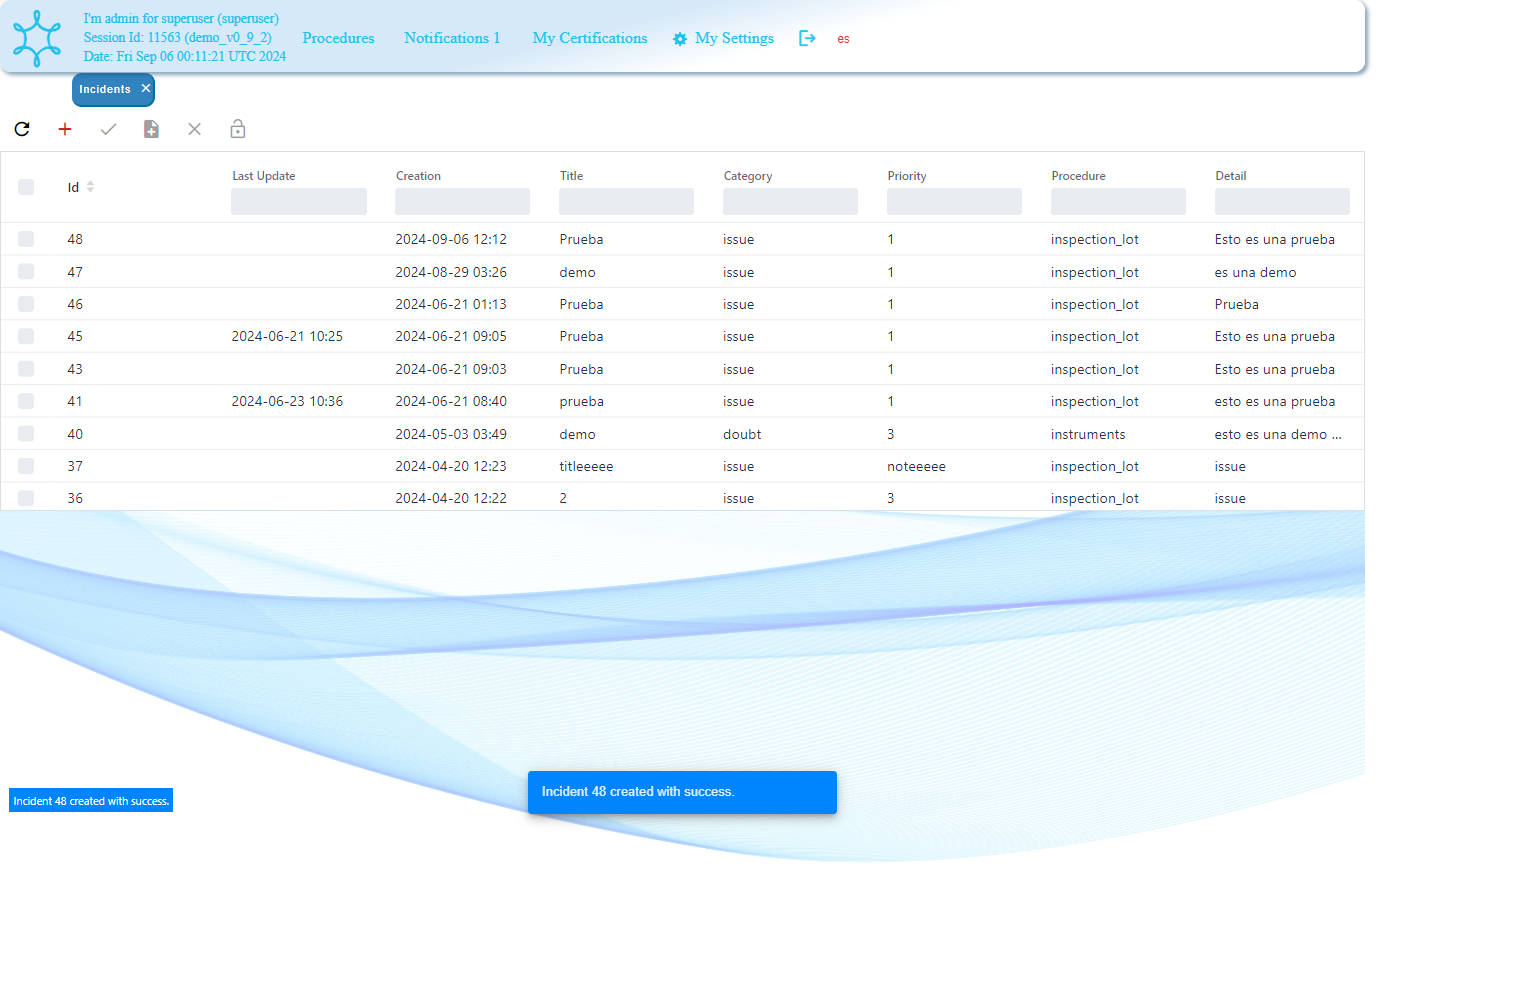 I'm admin for superuser (superuser)
Session Id: 11563 (demo_v0_9_2)
Date: Fri Sep 06 00:11:21 UTC 2024
Procedures Notifications 1 My Certifications My Settings es
Incidents
Id Last Update Creation Title Category Priority Procedure Detail
48 2024-09-06 12:12 Prueba issue 1 inspection_lot Esto es una prueba
47 2024-08-29 03:26 demo issue 1 inspection_lot es una demo
46 2024-06-21 01:13 Prueba issue 1 inspection_lot Prueba
45 2024-06-21 10:25 2024-06-21 09:05 Prueba issue 1 inspection_lot Esto es una prueba
43 2024-06-21 09:03 Prueba issue 1 inspection_lot Esto es una prueba
41 2024-06-23 10:36 2024-06-21 08:40 prueba issue 1 inspection_lot esto es una prueba
40 2024-05-03 03:49 demo doubt 3 instruments esto es una demo ...
37 2024-04-20 12:23 titleeeee issue noteeeee inspection_lot issue
36 2024-04-20 12:22 2 issue 3 inspection_lot issue
Incident 48 created with success.
Incident 48 created with success.